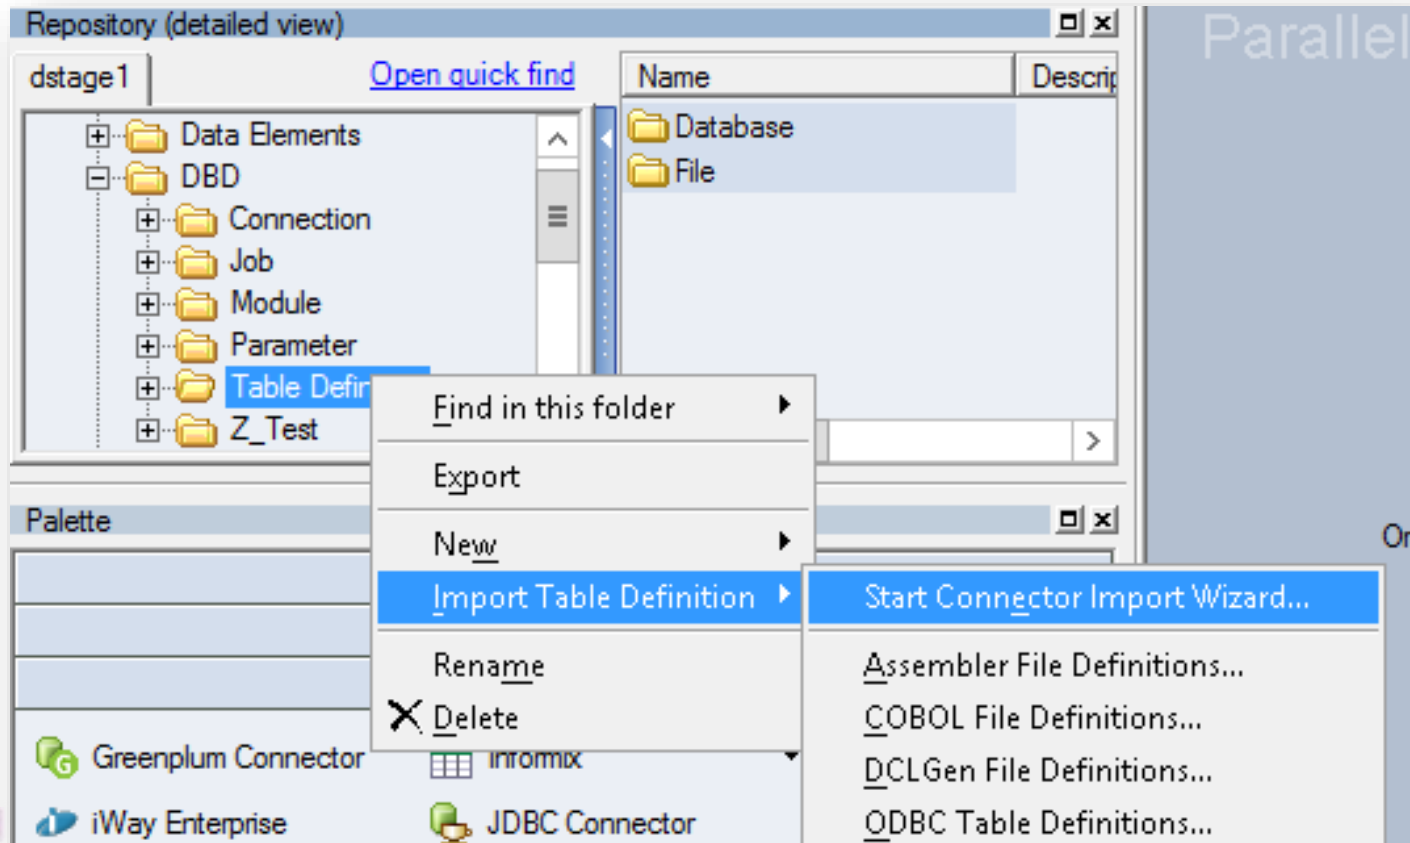 Repository (detailed view)
Parallel
dstage1
Open quick find
Name
Data Elements
DBD
Connection
Job
Module
Parameter
Z_Test
Database
File
Find in this folder
Export
New
Import Table Definition
Rename
Delete
Start Connector Import Wizard...
Assembler File Definitions...
COBOL File Definitions...
DCLGen File Definitions...
ODBC Table Definitions...
Table
Palette
Greenplum Connector
Informix
iWay Enterprise
JDBC Connector